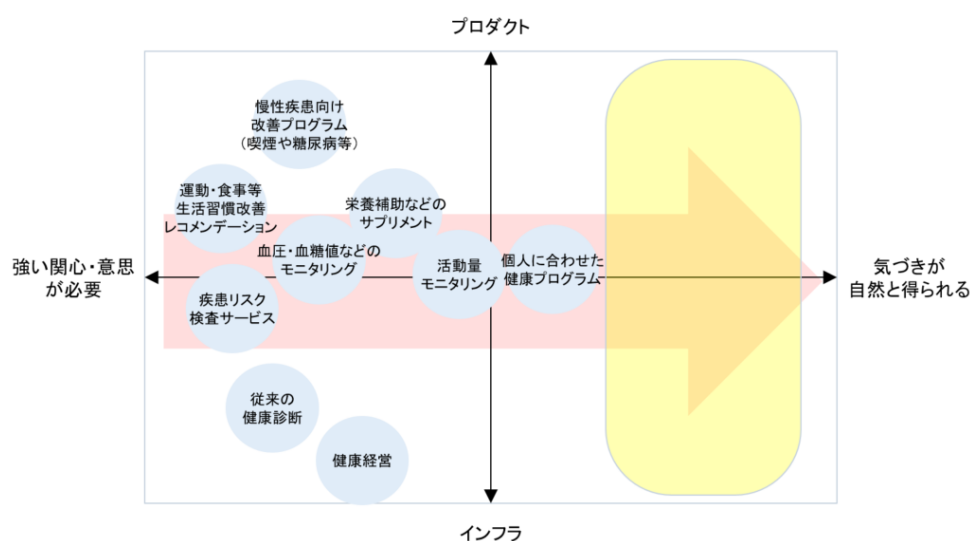 プロダクト
慢性疾患向け
改善プログラム
(喫煙や糖尿病等)
運動・食事等
生活習慣改善
レコメンデーション
栄養補助などの
サプリメント
血圧・血糖値などの
モニタリング
活動量
モニタリング
個人に合わせた
健康プログラム
強い関心・意思
が必要
気づきが
自然と得られる
疾患リスク
検査サービス
従来の
健康診断
健康経営
インフラ